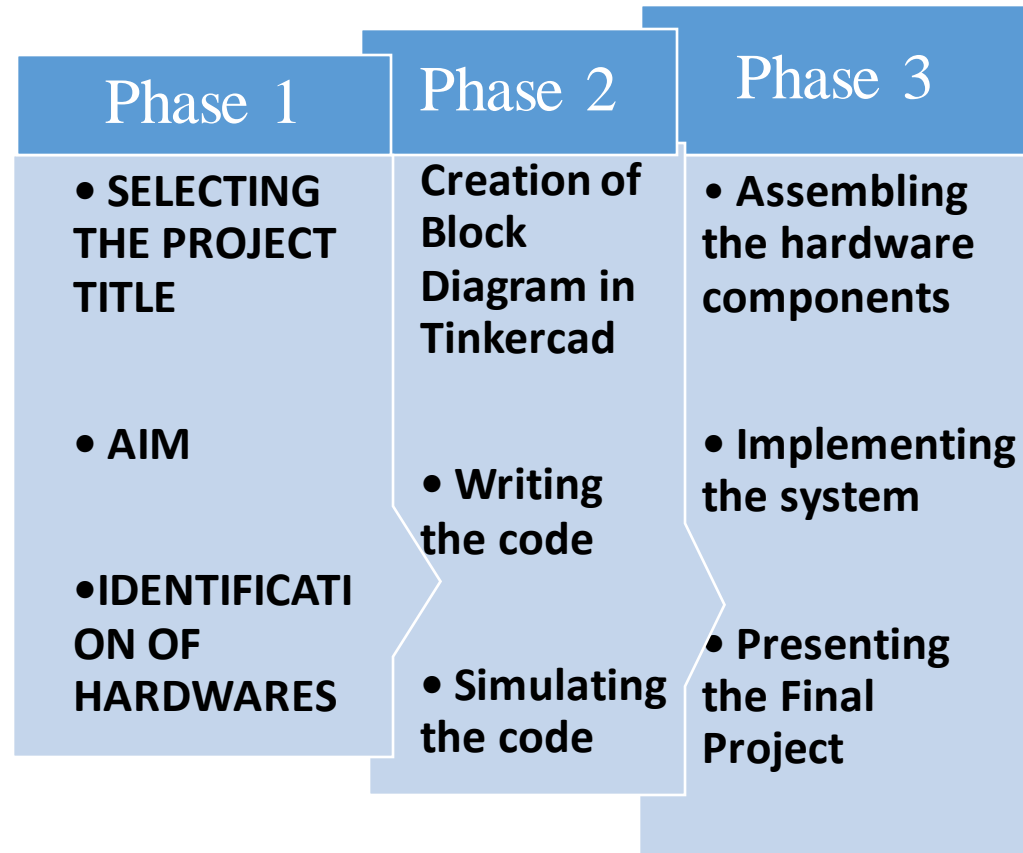 Phase 1
• SELECTING
THE PROJECT
TITLE
• AIM
•IDENTIFICATI
ON OF
HARDWARES
Phase 2
Creation of
Block
Diagram in
Tinkercad
• Writing
the code
• Simulating
the code
Phase 3
• Assembling
the hardware
components
• Implementing
the system
• Presenting
the Final
Project